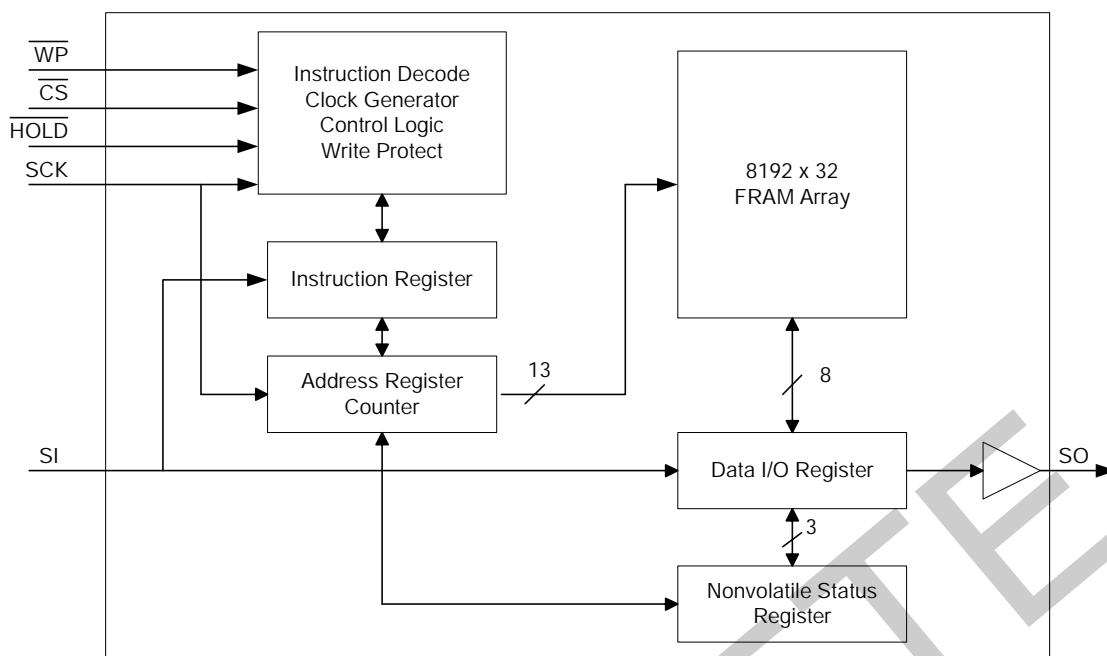 WP
CS
HOLD
SCK
Instruction Decode
Clock Generator
Control Logic
Write Protect
8192 x 32
FRAM Array
Instruction Register
Address Register
Counter
13
8
SI
Data I/O Register
SO
3
Nonvolatile Status
Register
TE